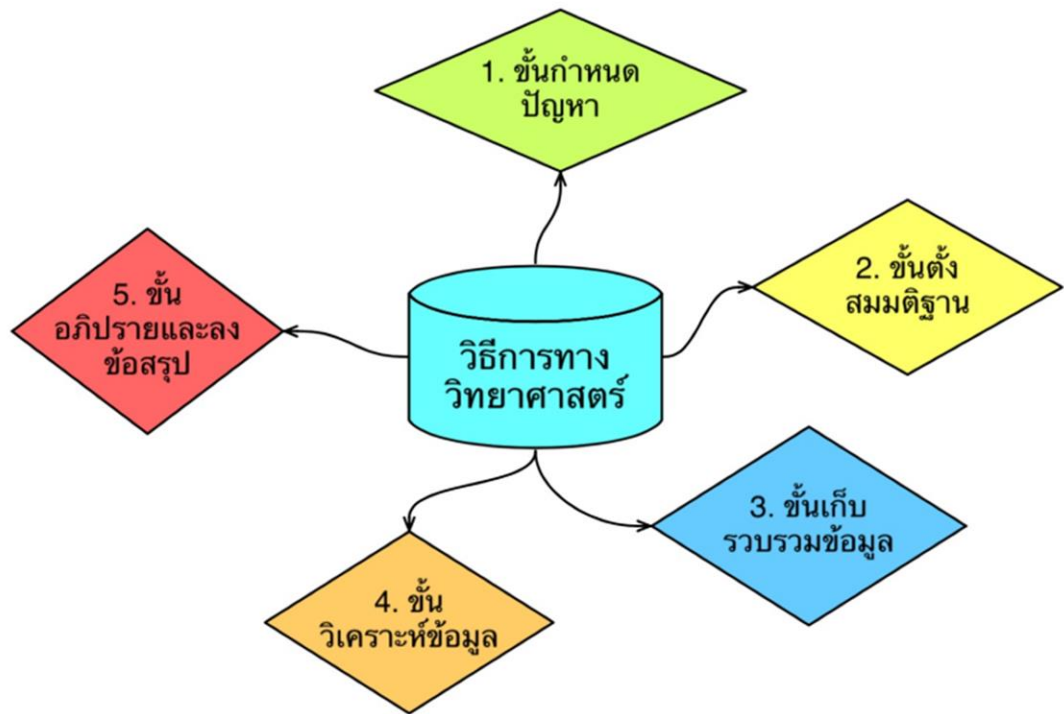 1. ขั้นกำหนด
ปัญหา
2. ขั้นตั้ง
สมมติฐาน
3. ขั้นเก็บ
รวบรวมข้อมูล
4. ขั้น
วิเคราะห์ข้อมูล
5. ขั้น
อภิปรายและลง
ข้อสรุป
วิธีการทาง
วิทยาศาสตร์